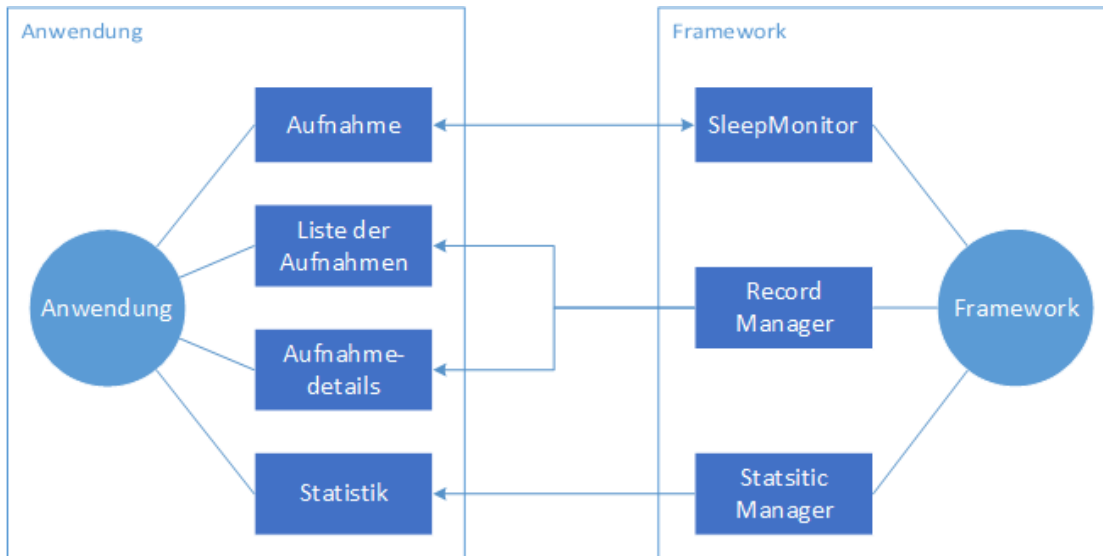 Anwendung
Framework
Aufnahme
SleepMonitor
Liste der
Aufnahmen
Anwendung
Record
Manager
Framework
Aufnahme-
details
Statistik
Statsitic
Manager